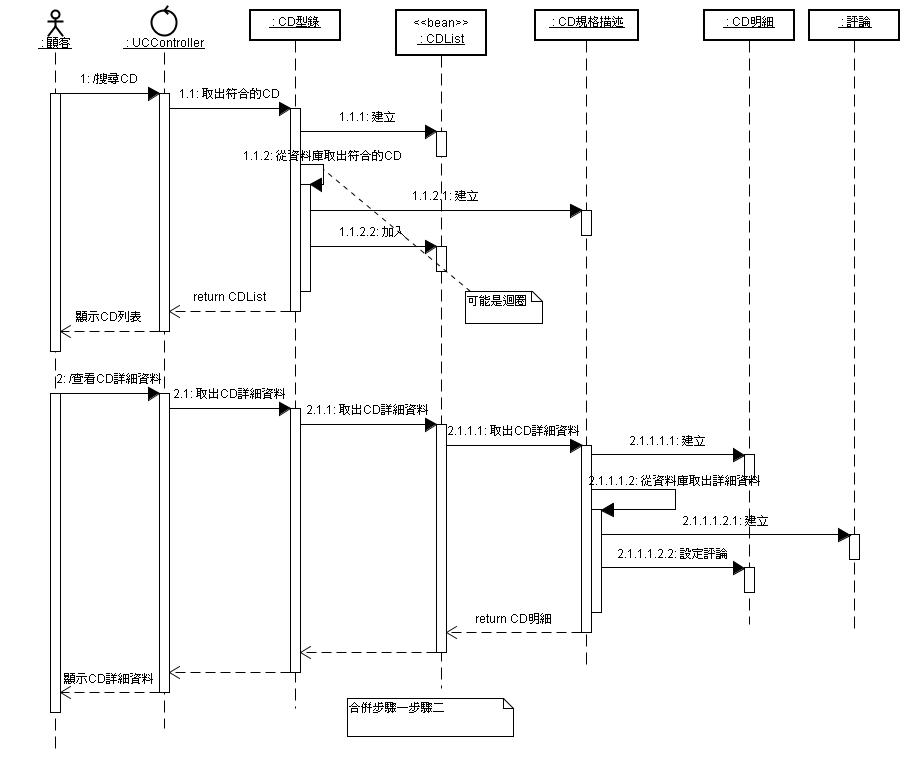 : 顧客
: UCController
: CD型錄
<<bean>>
: CDList
: CD規格描述
: CD明細
: 評論
1: /搜尋CD
1.1: 取出符合的CD
1.1.1: 建立
1.1.2: 從資料庫取出符合的CD
1.1.2.1: 建立
1.1.2.2: 加入
return CDList
可能是迴圈
顯示CD列表
2: /查看CD詳細資料
2.1: 取出CD詳細資料
2.1.1: 取出CD詳細資料
2.1.1.1: 取出CD詳細資料
2.1.1.1.1: 建立
2.1.1.1.2: 從資料庫取出詳細資料
2.1.1.1.2.1: 建立
2.1.1.1.2.2: 設定評論
return CD明細
顯示CD詳細資料
合併步驟一步驟二